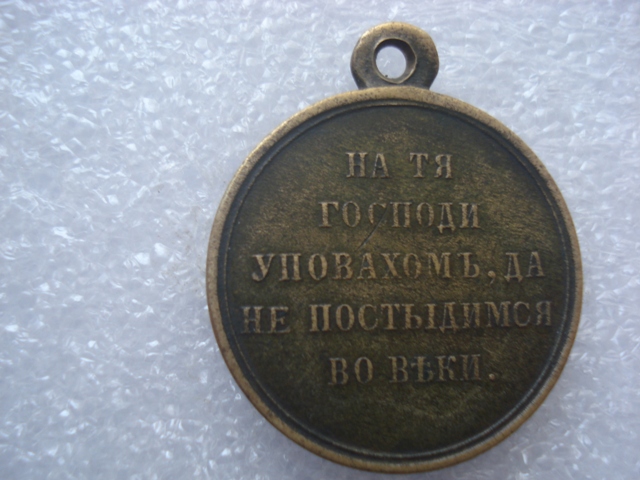 НА ТЯ
ГОСПОДИ
УПОВАХОМЪ, ДА
НЕ ПОСТЫДИМСЯ
ВО ВѢКИ.